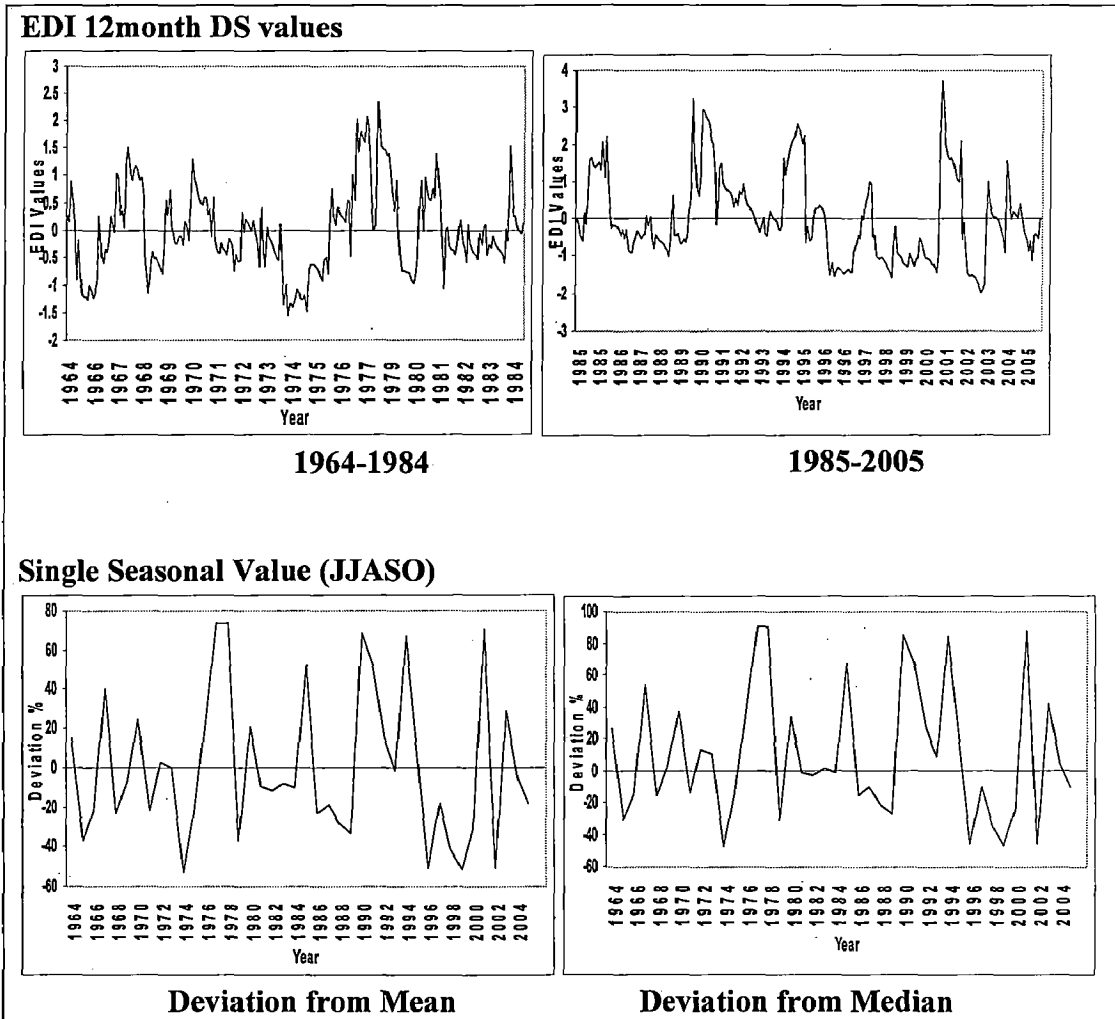 EDI 12month DS values
3
2.5
2
1.5
1
0.5
0
-0.5
-1
-1.5
-2
EDI Values
1964 1966 1967 1968 1969 1970 1971 1972 1973 1974 1975 1976 1977 1979 1980 1981 1982 1983 1984
Year
1964-1984
4
3
2
1
0
-1
-2
-3
EDI Values
1985 1985 1986 1987 1988 1989 1990 1991 1992 1993 1994 1995 1996 1996 1997 1998 1999 2000 2001 2002 2003 2004 2005
Year
1985-2005
Single Seasonal Value (JJASO)
80
60
40
20
0
-20
-40
-60
Deviation %
1964 1966 1968 1970 1972 1974 1976 1978 1980 1982 1984 1986 1988 1990 1992 1994 1996 1998 2000 2002 2004
Year
Deviation from Mean
100
80
60
40
20
0
-20
-40
-60
Deviation %
1964 1966 1968 1970 1972 1974 1976 1978 1980 1982 1984 1986 1988 1990 1992 1994 1996 1998 2000 2002 2004
Year
Deviation from Median